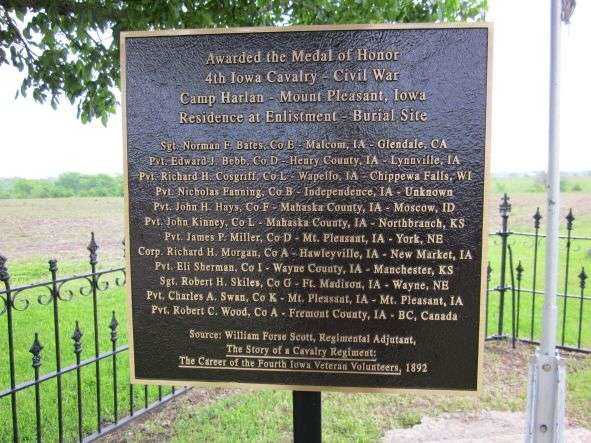 Awarded the Medal of Honor
4th Iowa Cavalry - Civil War
Camp Harlan - Mount Pleasant, Iowa
Residence at Enlistment - Burial Site
Sgt. Norman F. Bates, Co E - Malcom, IA - Glendale, CA
Pvt. Edward J. Bebb, Co D - Henry County, IA - Lynnville, IA
Pvt. Richard H. Cosgriff, Co L - Wapello, IA - Chippewa Falls, WI
Pvt. Nicholas Fanning, Co B - Independence, IA - Unknown
Pvt. John H. Hays, Co F - Mahaska County, IA - Moscow, ID
Pvt. John Kinney, Co L - Mahaska County, IA - Northbranch, KS
Pvt. James P. Miller, Co D - Mt. Pleasant, IA - York, NE
Corp. Richard H. Morgan, Co A - Hawleyville, IA - New Market, IA
Pvt. Eli Sherman, Co I - Wayne County, IA - Manchester, KS
Sgt. Robert H. Skiles, Co G - Ft. Madison, IA - Wayne, NE
Pvt. Charles A. Swan, Co K - Mt. Pleasant, IA - Mt. Pleasant, IA
Pvt. Robert C. Wood, Co A - Fremont County, IA - BC, Canada
Source: William Forse Scott, Regimental Adjutant,
The Story of a Cavalry Regiment:
The Career of the Fourth Iowa Veteran Volunteers, 1892